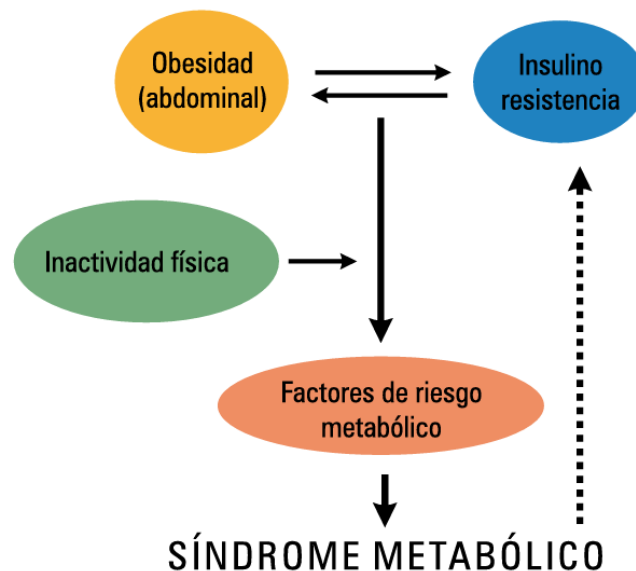 Obesidad
(abdominal)
Insulino
resistencia
Inactividad física
Factores de riesgo
metabólico
SÍNDROME METABÓLICO